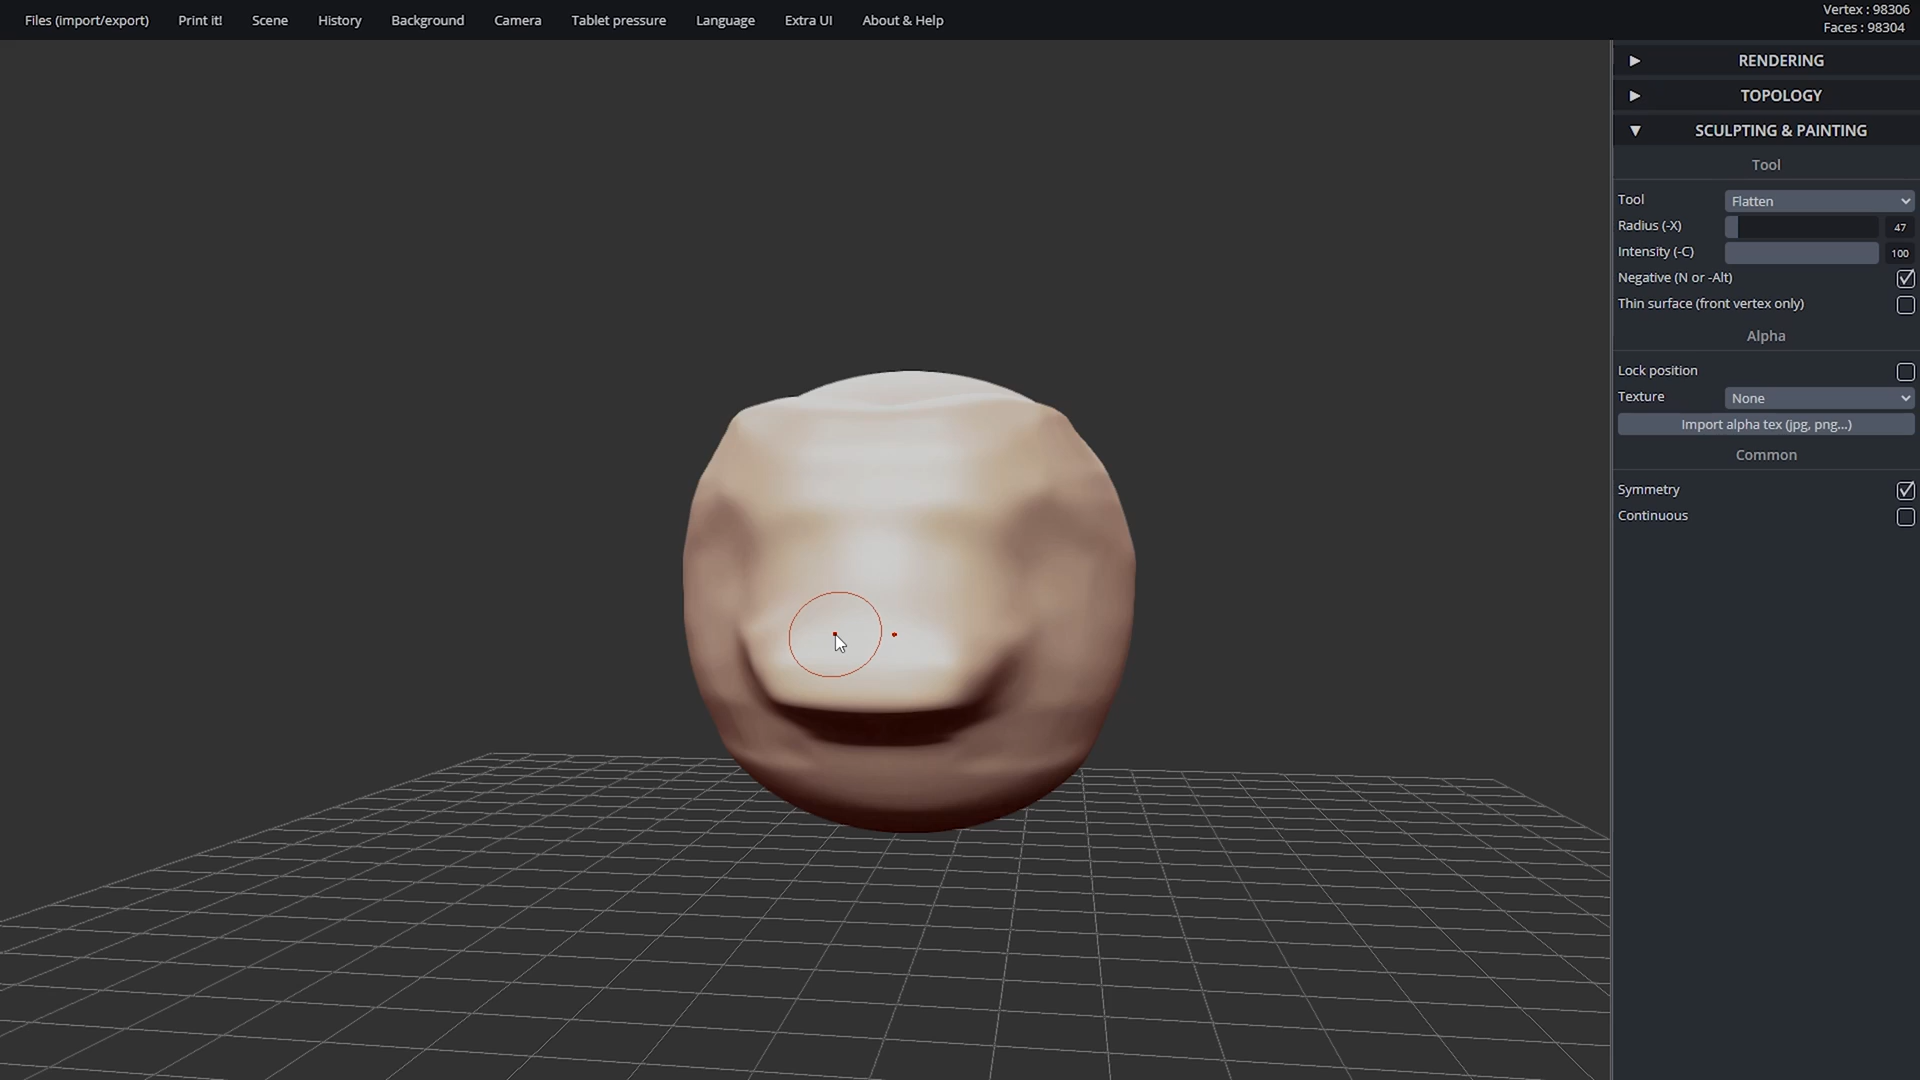 Files (import/export) Print it! Scene History Background Camera Tablet pressure Language Extra UI About & Help
Vertex : 98306
Faces : 98304
RENDERING
TOPOLOGY
SCULPTING & PAINTING
Tool
Tool Flatten
Radius (-X) 47
Intensity (-C) 100
Negative (N or -Alt)
Thin surface (front vertex only)
Alpha
Lock position
Texture None
Import alpha tex (jpg, png...)
Common
Symmetry
Continuous